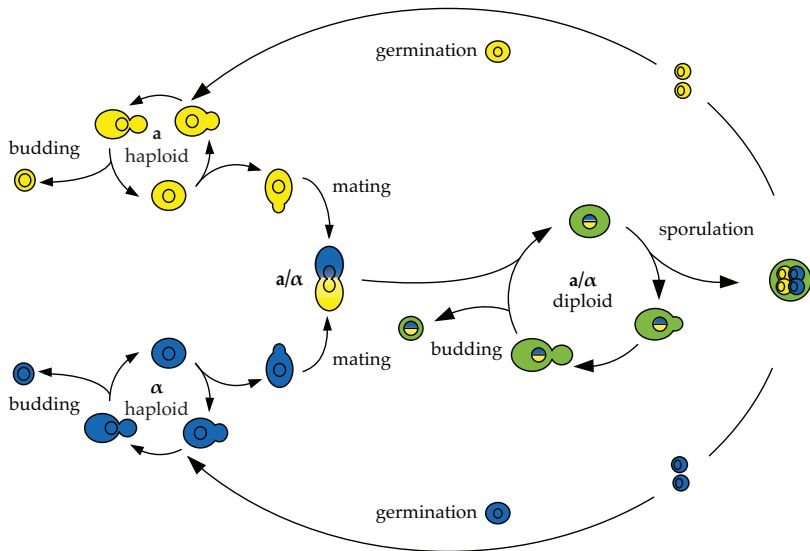 germination
a
haploid
budding
mating
sporulation
a/α
a/α
diploid
budding
mating
α
haploid
budding
germination